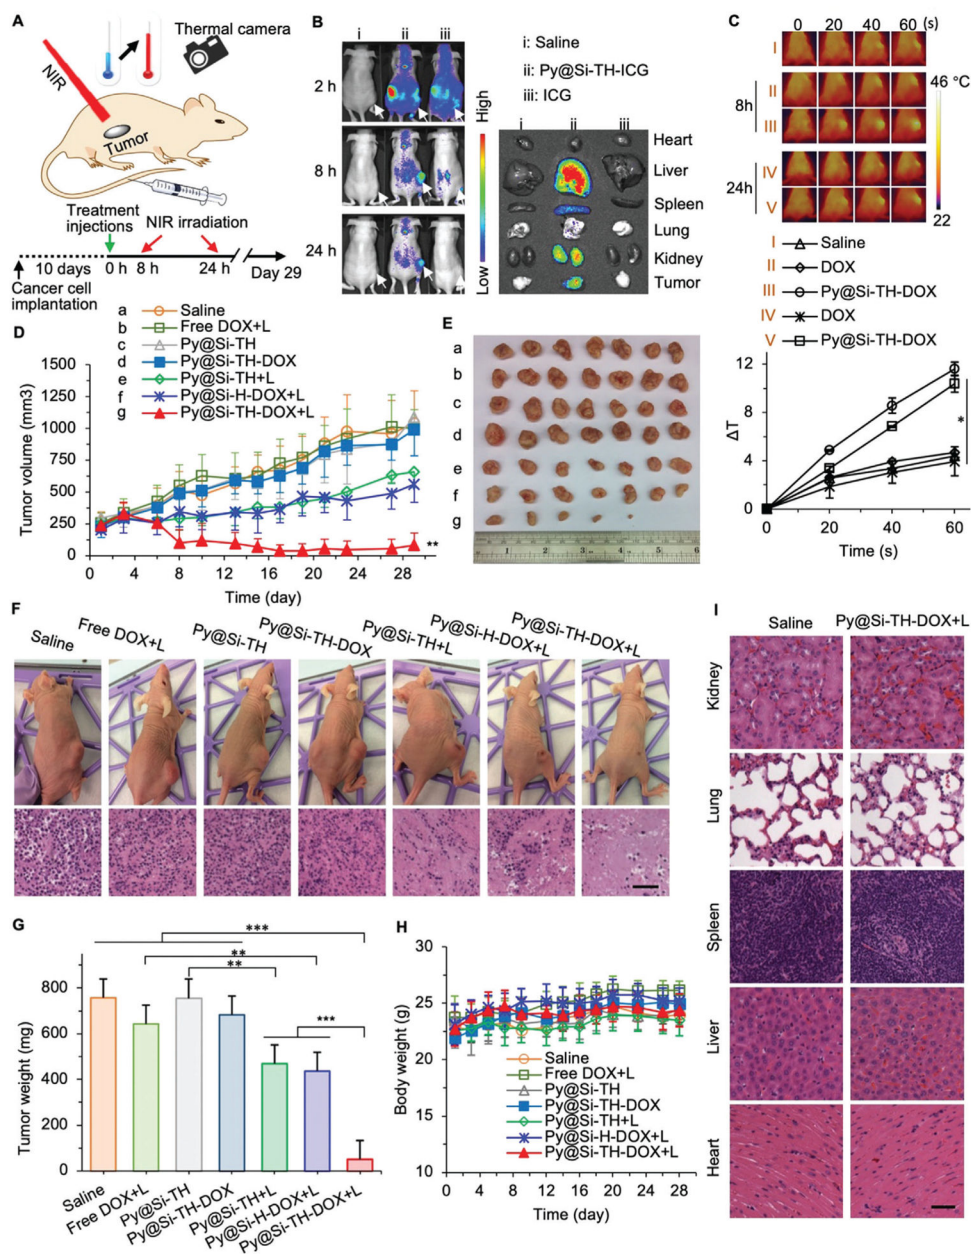 A
Thermal camera
NIR
Tumor
Treatment
injections
NIR irradiation
10 days
0 h
8 h
24 h
Day 29
Cancer cell
implantation
B
i
ii
iii
2 h
8 h
24 h
High
Low
i: Saline
ii: Py@Si-TH-ICG
iii: ICG
i
ii
iii
Heart
Liver
Spleen
Lung
Kidney
Tumor
C
0
20
40
60 (s)
I
8h
II
III
24h
IV
V
46 °C
22
I Saline
II DOX
III Py@Si-TH-DOX
IV DOX
V Py@Si-TH-DOX
12
8
4
0
ΔT
*
0
20
40
60
Time (s)
D
a Saline
b Free DOX+L
c Py@Si-TH
d Py@Si-TH-DOX
e Py@Si-TH+L
f Py@Si-H-DOX+L
g Py@Si-TH-DOX+L
Tumor volume (mm3)
1500
1250
1000
750
500
250
0
**
0 4 8 13 16 19 22 25 28
Time (day)
E
a
b
c
d
e
f
g
1 2 3 4 5 6
F
Saline
Free DOX+L
Py@Si-TH
Py@Si-TH-DOX
Py@Si-TH+L
Py@Si-H-DOX+L
Py@Si-TH-DOX+L
G
***
**
**
***
Tumor weight (mg)
800
600
400
200
0
Saline
Free DOX+L
Py@Si-TH
Py@Si-TH-DOX
Py@Si-TH+L
Py@Si-H-DOX+L
Py@Si-TH-DOX+L
H
Body weight (g)
30
25
20
15
10
Saline
Free DOX+L
Py@Si-TH
Py@Si-TH-DOX
Py@Si-TH+L
Py@Si-H-DOX+L
Py@Si-TH-DOX+L
0 4 8 12 16 20 24 28
Time (day)
I
Saline
Py@Si-TH-DOX+L
Kidney
Lung
Spleen
Liver
Heart